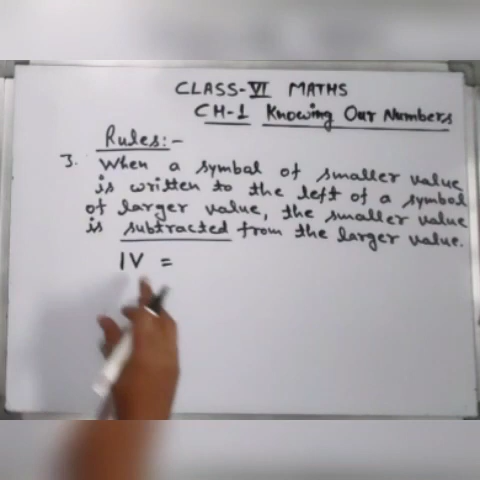 CLASS-VI MATHS
CH-1 Knowing Our Numbers
Rules:-
3. When a symbol of smaller value
is written to the left of a symbol
of larger value, the smaller value
is subtracted from the larger value.
IV =